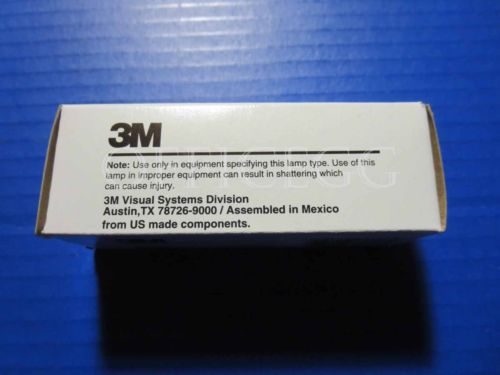 3M
Note: Use only in equipment specifying this lamp type. Use of this
lamp in improper equipment can result in shattering which
can cause injury.
3M Visual Systems Division
Austin,TX 78726-9000 / Assembled in Mexico
from US made components.